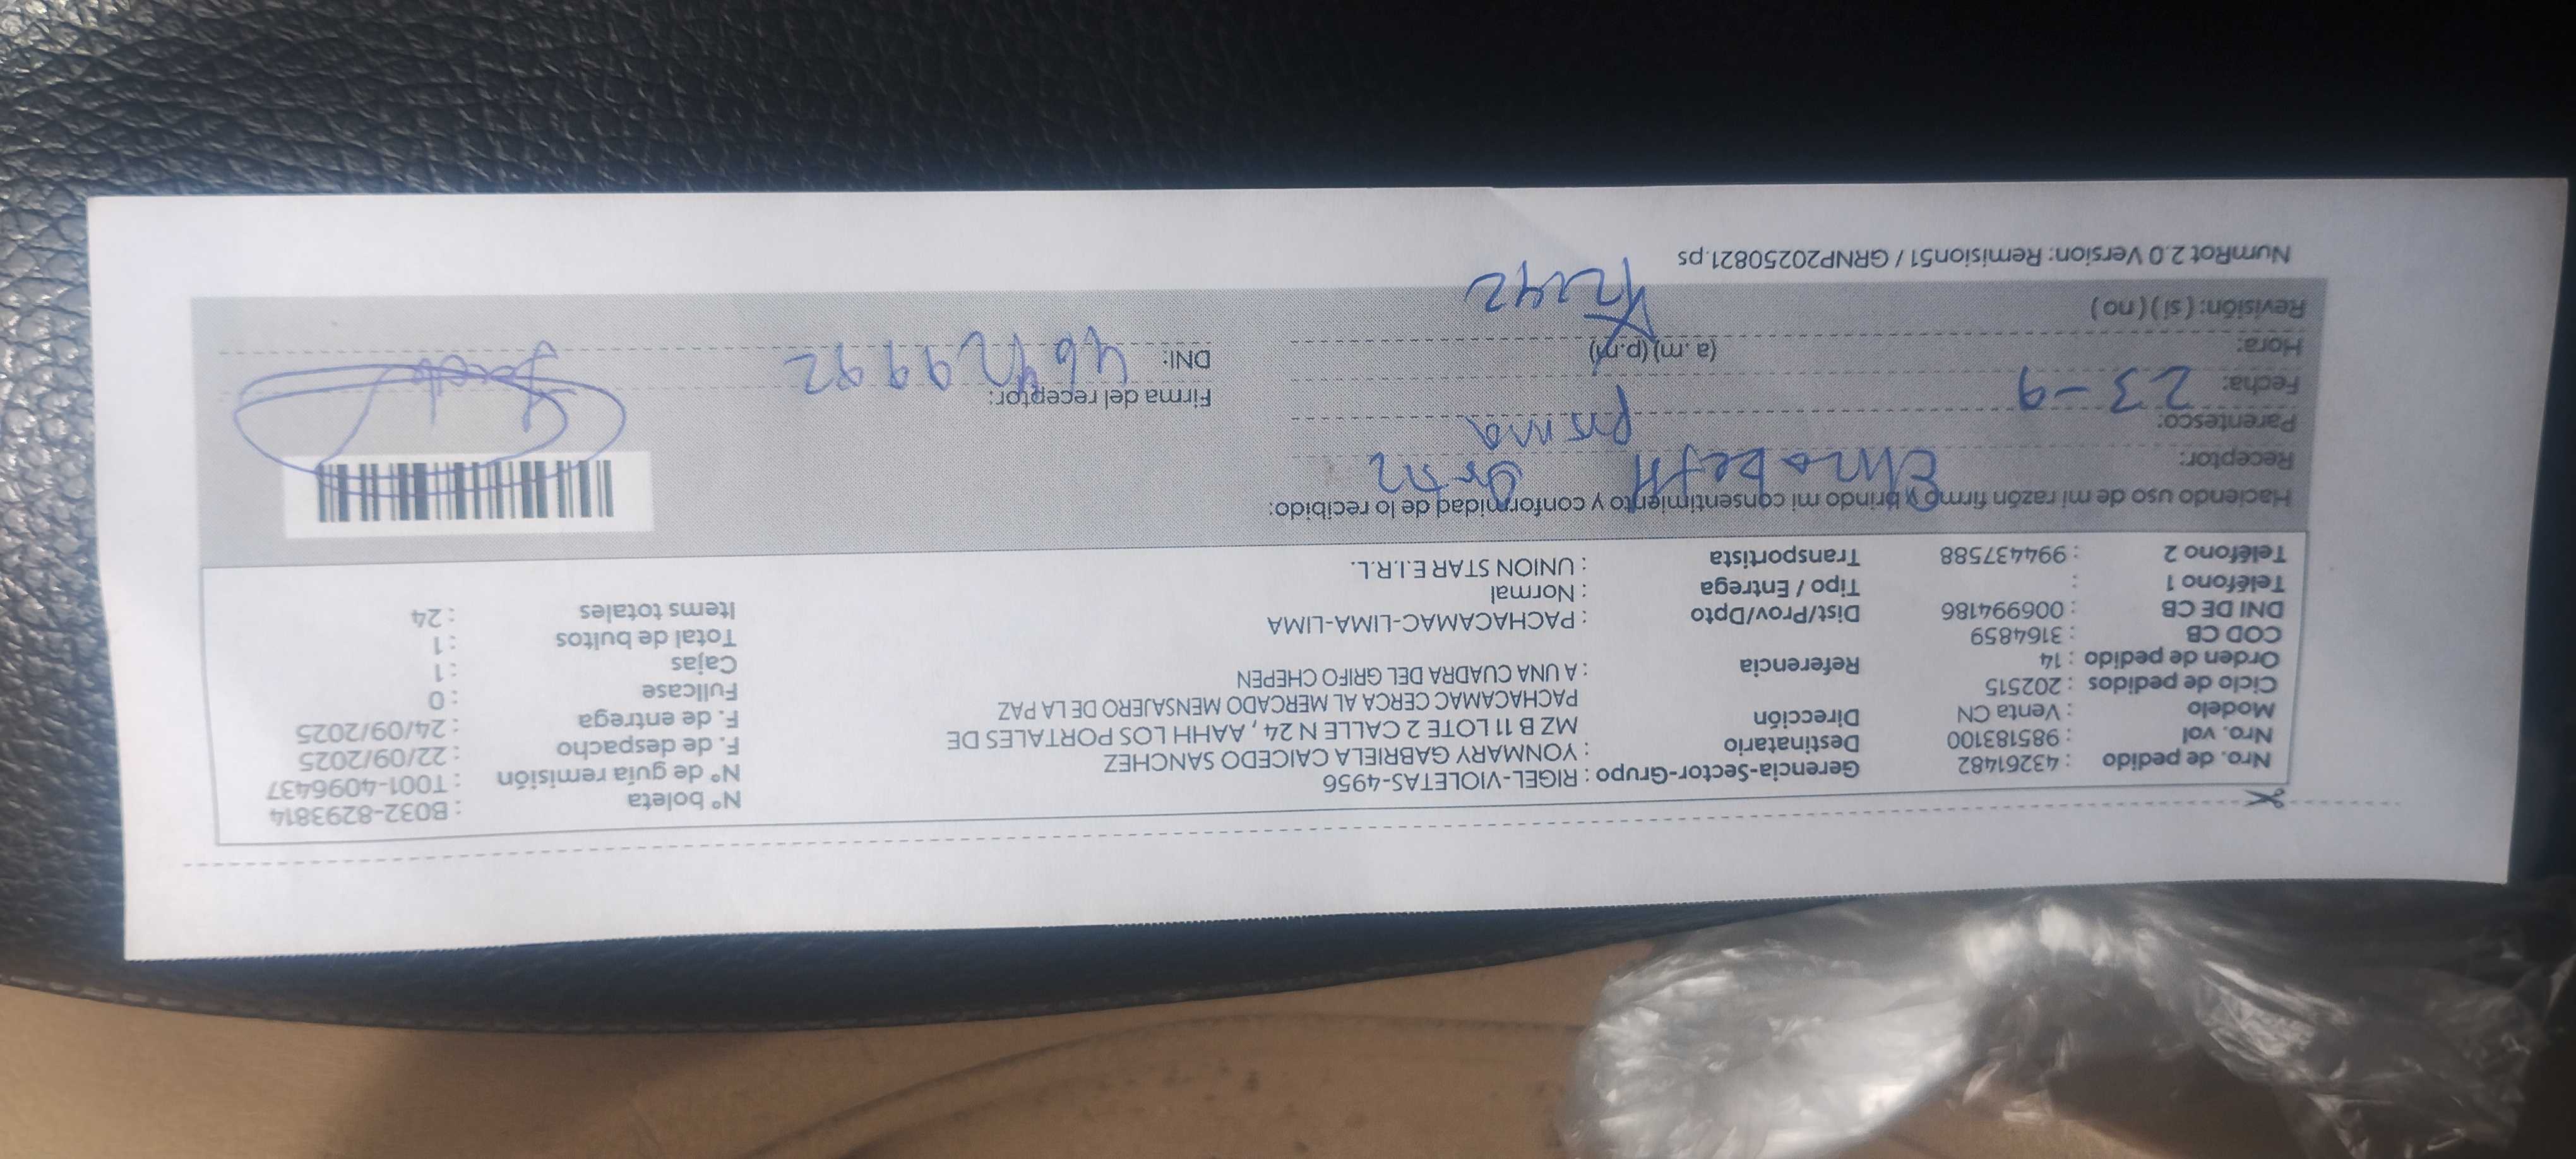 Nro. de pedido : 43261482 Gerencia-Sector-Grupo : RIGEL-VIOLETAS-4956 N° boleta : B032-8293814
Nro. vol : 985183100 Destinatario : YONMARY GABRIELA CAICEDO SANCHEZ N° de guía remisión : T001-4096437
Modelo : Venta CN Dirección MZ B 11 LOTE 2 CALLE N 24 , AAHH LOS PORTALES DE F. de despacho : 22/09/2025
Ciclo de pedidos : 202515 PACHACAMAC CERCA AL MERCADO MENSAJERO DE LA PAZ F. de entrega : 24/09/2025
Orden de pedido : 14 Referencia : A UNA CUADRA DEL GRIFO CHEPEN Fullcase : 0
COD CB : 3164859 Cajas : 1
DNI DE CB : 006994186 Dist/Prov/Dpto : PACHACAMAC-LIMA-LIMA Total de bultos : 1
Teléfono 1 : Tipo / Entrega : Normal Items totales : 24
Teléfono 2 : 994437588 Transportista : UNION STAR E.I.R.L.
Haciendo uso de mi razón firmo y brindo mi consentimiento y conformidad de lo recibido:
Receptor: Elizabeth
Parentesco: prima
Fecha: 23-9 Firma del receptor:
Hora: (a.m) (p.m) DNI:
Revisión: ( si ) ( no )
NumRot 2.0 Version: Remision51 / GRNP20250821.ps